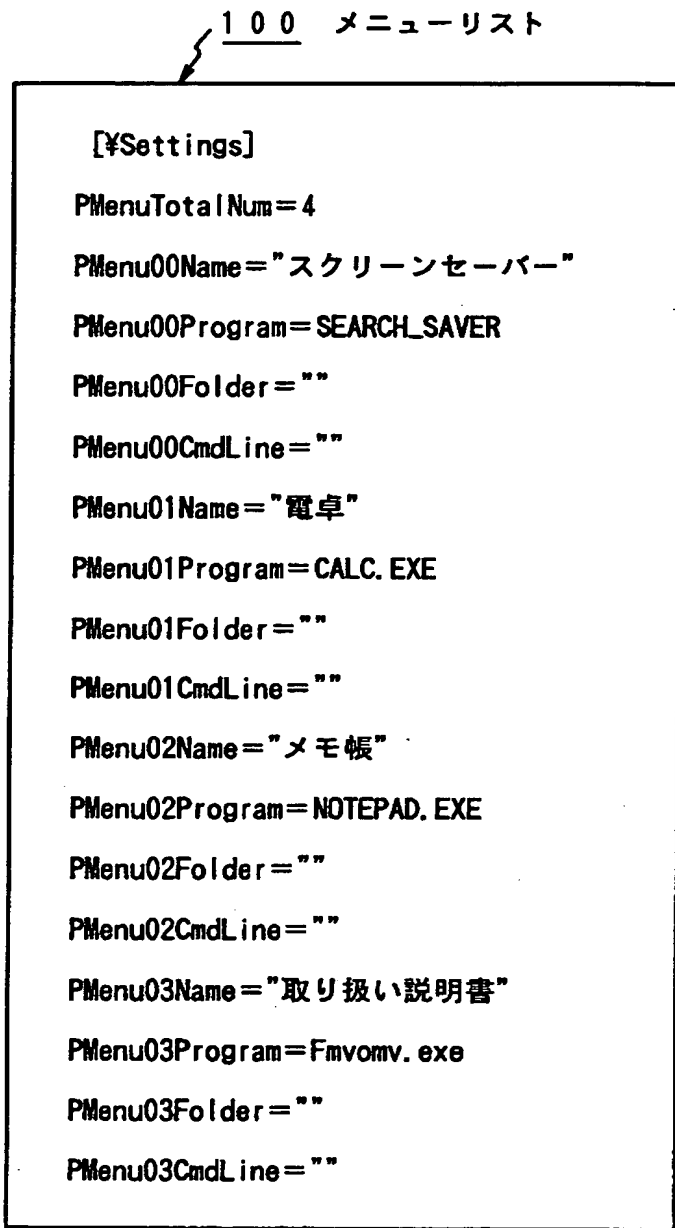 100 メニューリスト
[¥Settings]
PMenuTotalNum=4
PMenu00Name="スクリーンセーバー"
PMenu00Program=SEARCH_SAVER
PMenu00Folder=""
PMenu00CmdLine=""
PMenu01Name="電卓"
PMenu01Program=CALC.EXE
PMenu01Folder=""
PMenu01CmdLine=""
PMenu02Name="メモ帳"
PMenu02Program=NOTEPAD.EXE
PMenu02Folder=""
PMenu02CmdLine=""
PMenu03Name="取り扱い説明書"
PMenu03Program=Fmvomv.exe
PMenu03Folder=""
PMenu03CmdLine=""